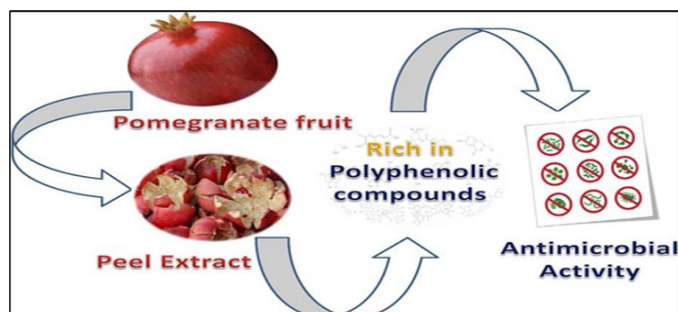 Pomegranate fruit
Peel Extract
Rich in
Polyphenolic
compounds
Antimicrobial
Activity